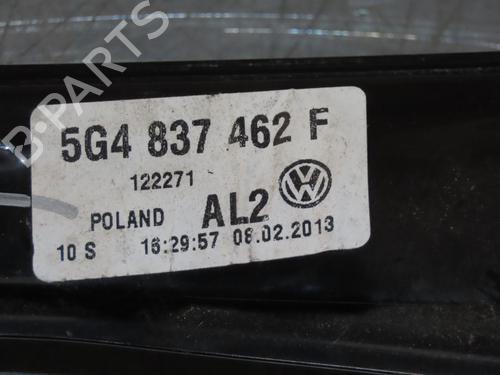 B-PARTS
5G4 837 462 F
122271
POLAND AL2
10 S 16:29:57 08.02.2013